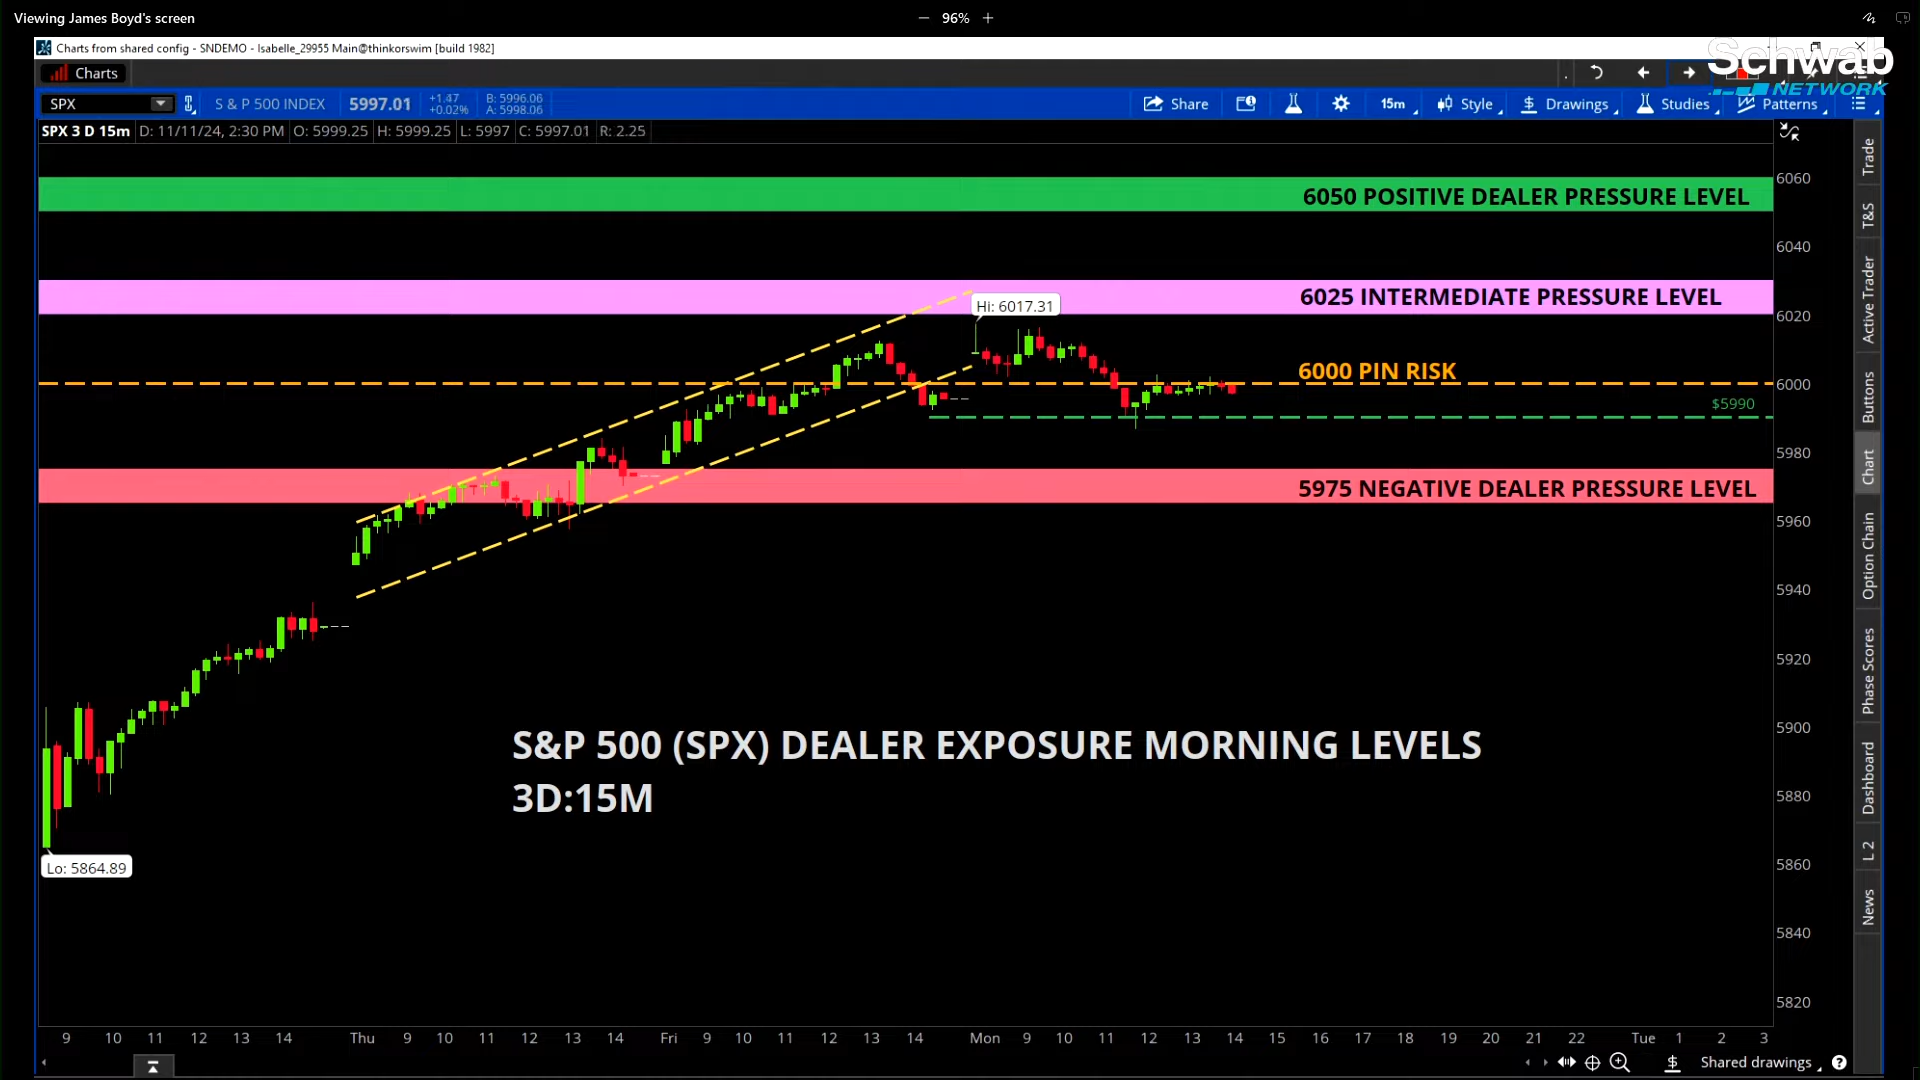 Viewing James Boyd's screen
96%
Charts from shared config - SNDEMO - Isabelle_29955 Main@thinkorswim [build 1982]
Schwab
NETWORK
Charts
SPX
S & P 500 INDEX
5997.01
+1.47
+0.02%
B: 5996.06
A: 5998.06
Share
15m
Style
Drawings
Studies
Patterns
SPX 3 D 15m
D: 11/11/24, 2:30 PM
O: 5999.25
H: 5999.25
L: 5997
C: 5997.01
R: 2.25
6050 POSITIVE DEALER PRESSURE LEVEL
6025 INTERMEDIATE PRESSURE LEVEL
Hi: 6017.31
6000 PIN RISK
$5990
5975 NEGATIVE DEALER PRESSURE LEVEL
S&P 500 (SPX) DEALER EXPOSURE MORNING LEVELS
3D:15M
Lo: 5864.89
6060
6040
6020
6000
5980
5960
5940
5920
5900
5880
5860
5840
5820
Trade
T&S
Active Trader
Buttons
Chart
Option Chain
Phase Scores
Dashboard
L 2
News
9 10 11 12 13 14 Thu 9 10 11 12 13 14 Fri 9 10 11 12 13 14 Mon 9 10 11 12 13 14 15 16 17 18 19 20 21 22 Tue 1 2 3
Shared drawings